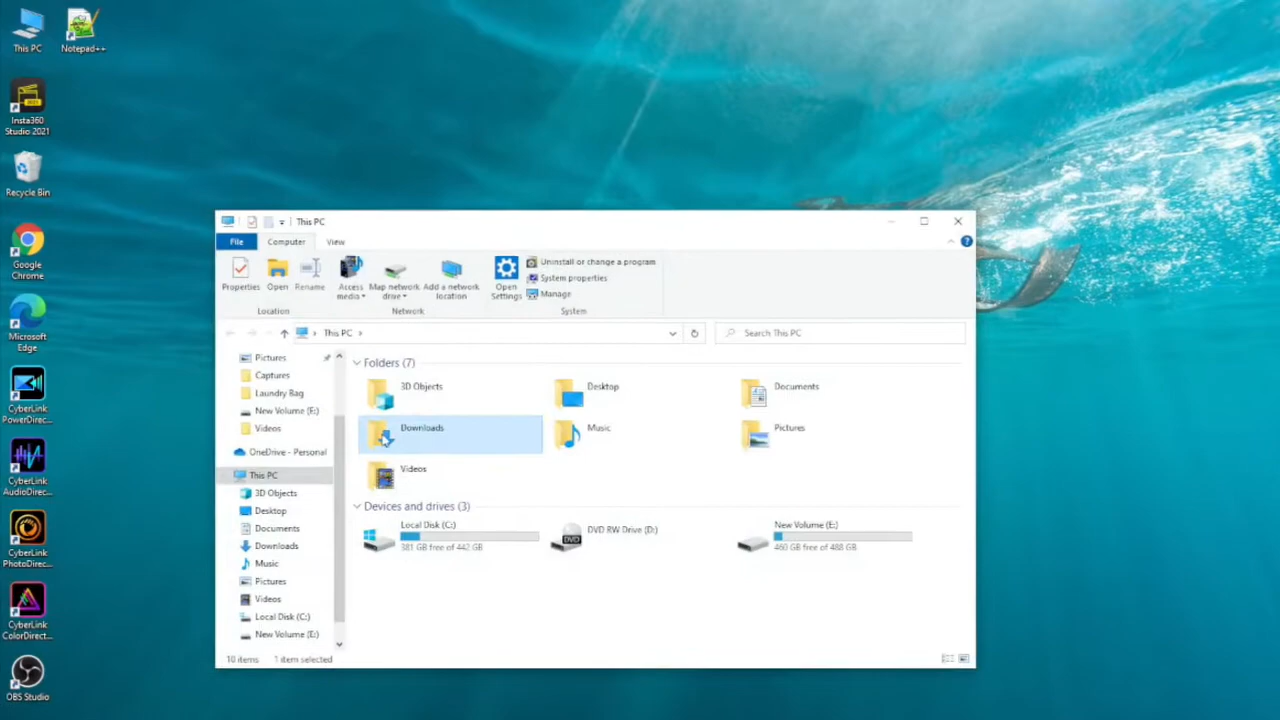 This PC
Notepad++
Insta360
Studio 2021
Recycle Bin
Google
Chrome
Microsoft
Edge
CyberLink
PowerDirec...
CyberLink
AudioDirec...
CyberLink
PhotoDirec...
CyberLink
ColorDirect...
OBS Studio
This PC
File
Computer
View
Properties
Open
Rename
Access
media
Map network
drive
Add a network
location
Open
Settings
Uninstall or change a program
System properties
Manage
Location
Network
System
This PC
Search This PC
Pictures
Captures
Laundry Bag
New Volume (E:)
Videos
OneDrive - Personal
This PC
3D Objects
Desktop
Documents
Downloads
Music
Pictures
Videos
Local Disk (C:)
New Volume (E:)
Folders (7)
3D Objects
Desktop
Documents
Downloads
Music
Pictures
Videos
Devices and drives (3)
Local Disk (C:)
381 GB free of 442 GB
DVD
DVD RW Drive (D:)
New Volume (E:)
460 GB free of 488 GB
10 items
1 item selected